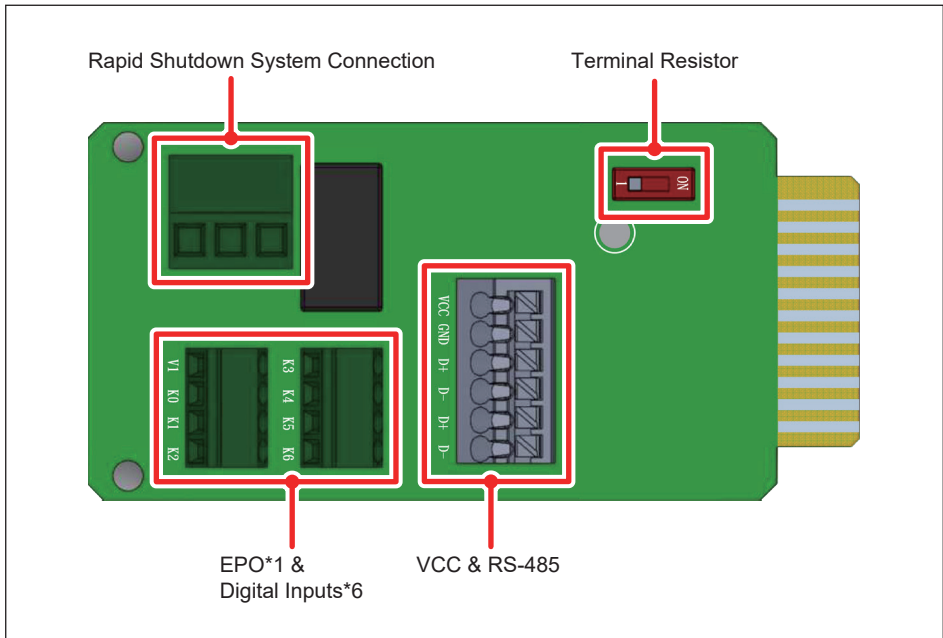 Rapid Shutdown System Connection
Terminal Resistor
1
ON
VCC
GND
D+
D-
D+
D-
V1
K0
K1
K2
K3
K4
K5
K6
EPO*1 &
Digital Inputs*6
VCC & RS-485